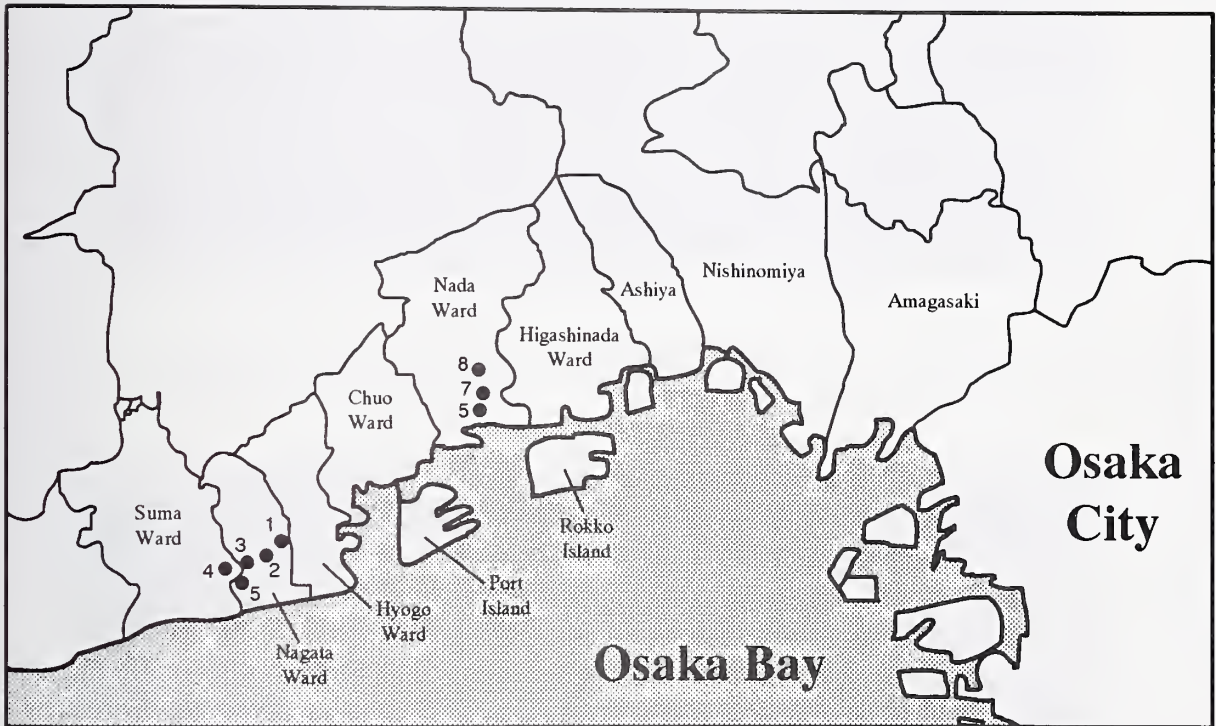 Nada
Ward
Higashinada
Ward
Ashiya
Nishinomiya
Amagasaki
8
7
5
Chuo
Ward
Suma
Ward
1
3
2
4
5
Nagata
Ward
Hyogo
Ward
Port
Island
Rokko
Island
Osaka
City
Osaka Bay